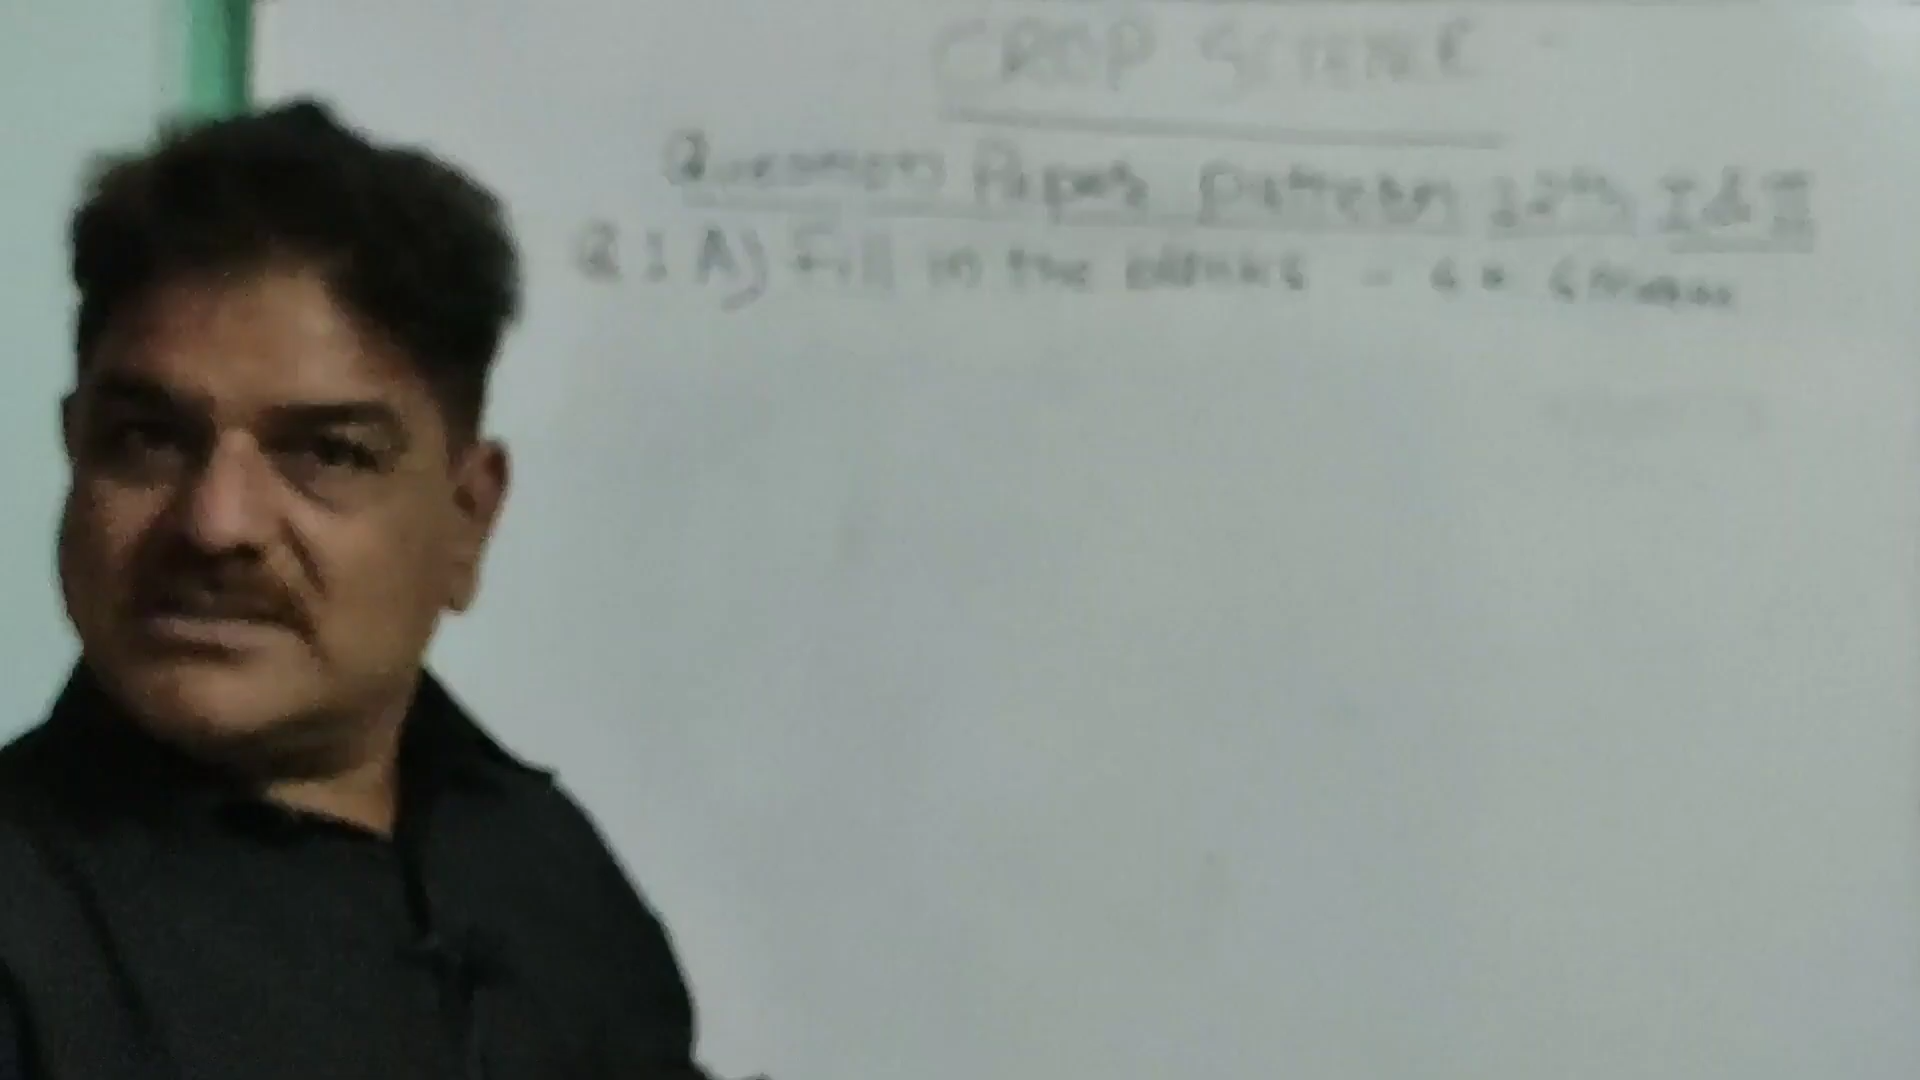 CROP SCIENCE
Question Paper pattern 12th I & II
Q 1 A) Fill in the blanks -